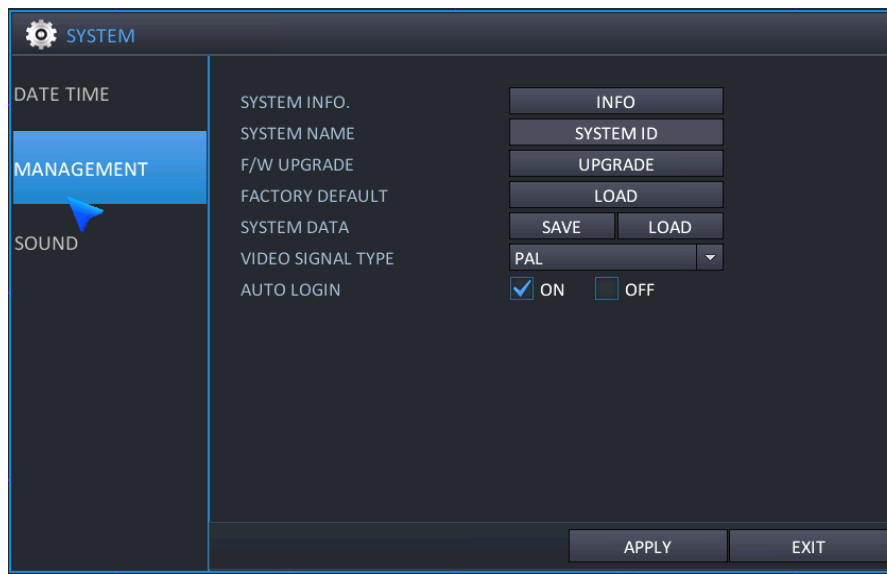 SYSTEM
DATE TIME
MANAGEMENT
SOUND
SYSTEM INFO. INFO
SYSTEM NAME SYSTEM ID
F/W UPGRADE UPGRADE
FACTORY DEFAULT LOAD
SYSTEM DATA SAVE LOAD
VIDEO SIGNAL TYPE PAL
AUTO LOGIN ON OFF
APPLY EXIT